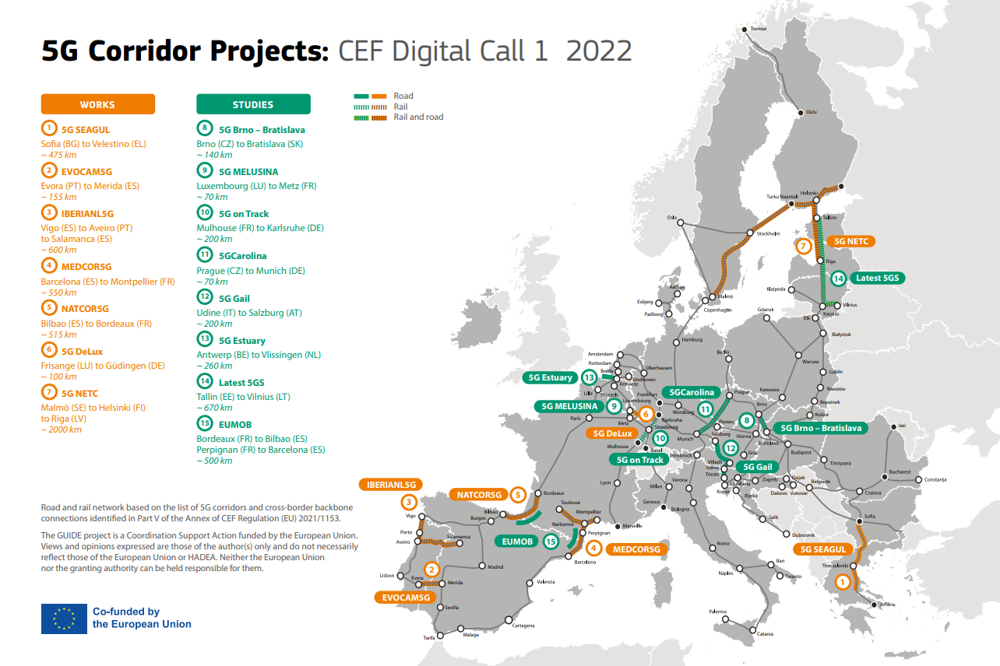 5G Corridor Projects: CEF Digital Call 1 2022
WORKS
1 5G SEAGUL
Sofia (BG) to Velestino (EL)
~ 475 km
2 EVOCAM5G
Evora (PT) to Merida (ES)
~ 155 km
3 IBERIANL5G
Vigo (ES) to Aveiro (PT)
to Salamanca (ES)
~ 600 km
4 MEDCOR5G
Barcelona (ES) to Montpellier (FR)
~ 550 km
5 NATCOR5G
Bilbao (ES) to Bordeaux (FR)
~ 515 km
6 5G DeLux
Frisange (LU) to Güdingen (DE)
~ 100 km
7 5G NETC
Malmö (SE) to Helsinki (FI)
to Riga (LV)
~ 2000 km
STUDIES
8 5G Brno – Bratislava
Brno (CZ) to Bratislava (SK)
~ 140 km
9 5G MELUSINA
Luxembourg (LU) to Metz (FR)
~ 70 km
10 5G on Track
Mulhouse (FR) to Karlsruhe (DE)
~ 200 km
11 5GCarolina
Prague (CZ) to Munich (DE)
~ 70 km
12 5G Gail
Udine (IT) to Salzburg (AT)
~ 200 km
13 5G Estuary
Antwerp (BE) to Vlissingen (NL)
~ 260 km
14 Latest 5GS
Tallin (EE) to Vilnius (LT)
~ 670 km
15 EUMOB
Bordeaux (FR) to Bilbao (ES)
Perpignan (FR) to Barcelona (ES)
~ 500 km
Road
Rail
Rail and road
Road and rail network based on the list of 5G corridors and cross-border backbone
connections identified in Part V of the Annex of CEF Regulation (EU) 2021/1153.
The GUIDE project is a Coordination Support Action funded by the European Union.
Views and opinions expressed are those of the author(s) only and do not necessarily
reflect those of the European Union or HADEA. Neither the European Union
nor the granting authority can be held responsible for them.
Co-funded by
the European Union
Tromsø
Oulu
Helsinki
Turku Naantali
Tallinn
Oslo
Stockholm
5G NETC
7
Riga
14 Latest 5GS
Aarhus
Klaipeda
Malmö
Esbjerg
Copenhagen
Vilnius
Kaunas
Padborg
Gdansk
Elk
Bialystok
Hamburg
Amsterdam
Berlin
Rotterdam
Warsaw
Breda
Oberhausen
Lublin
5G Estuary 13
Eindhoven
Antwerp
Rzeszów
Lille
Brussels
Frankfurt
5GCarolina
Prague
Katowice
Luxembourg
Brawinek
5G MELUSINA 9
Würzburg
11
Brno
6
Paris
Metz
Karlsruhe
8
Košice
Strasbourg
Passau
5G Brno – Bratislava
Iasi
5G DeLux
Munich
Salzburg
Vienna
10
Bratislava
Mulhouse
Basel
12
Innsbruck
Graz
Budapest
5G on Track
Villach
5G Gail
Timișoara
Udine
Trieste
Bucharest
Lyon
Verona
Ljubljana
Zagreb
Osijek
Constanța
IBERIANL5G
Milan
Koper
Rijeka
Dakovo
Vukovar
Belgrade
Craiova
NATCOR5G 5
Bordeaux
3
Genova
Bologna
Toulouse
Bilbao
Montpellier
Vigo
Burgos
Narbonne
Marseille
Split
Sofia
Porto
Perpignan
Dubrovnik
Salamanca
EUMOB 15
Aveiro
4 MEDCOR5G
Rome
5G SEAGUL
Barcelona
Bari
Thessaloniki
Madrid
2
Naples
Taranto
Lisbon
Evora
Merida
Valencia
1
EVOCAM5G
Athens
Sevilla
Palermo
Cartagena
Malaga
Catania
Tarifa